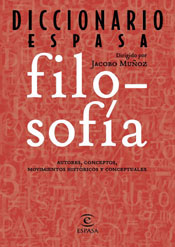 DICCIONARIO
ESPASA
Dirigido por
JACOBO MUÑOZ
filo-
sofía
AUTORES, CONCEPTOS,
MOVIMIENTOS HISTÓRICOS Y CONCEPTUALES
ESPASA